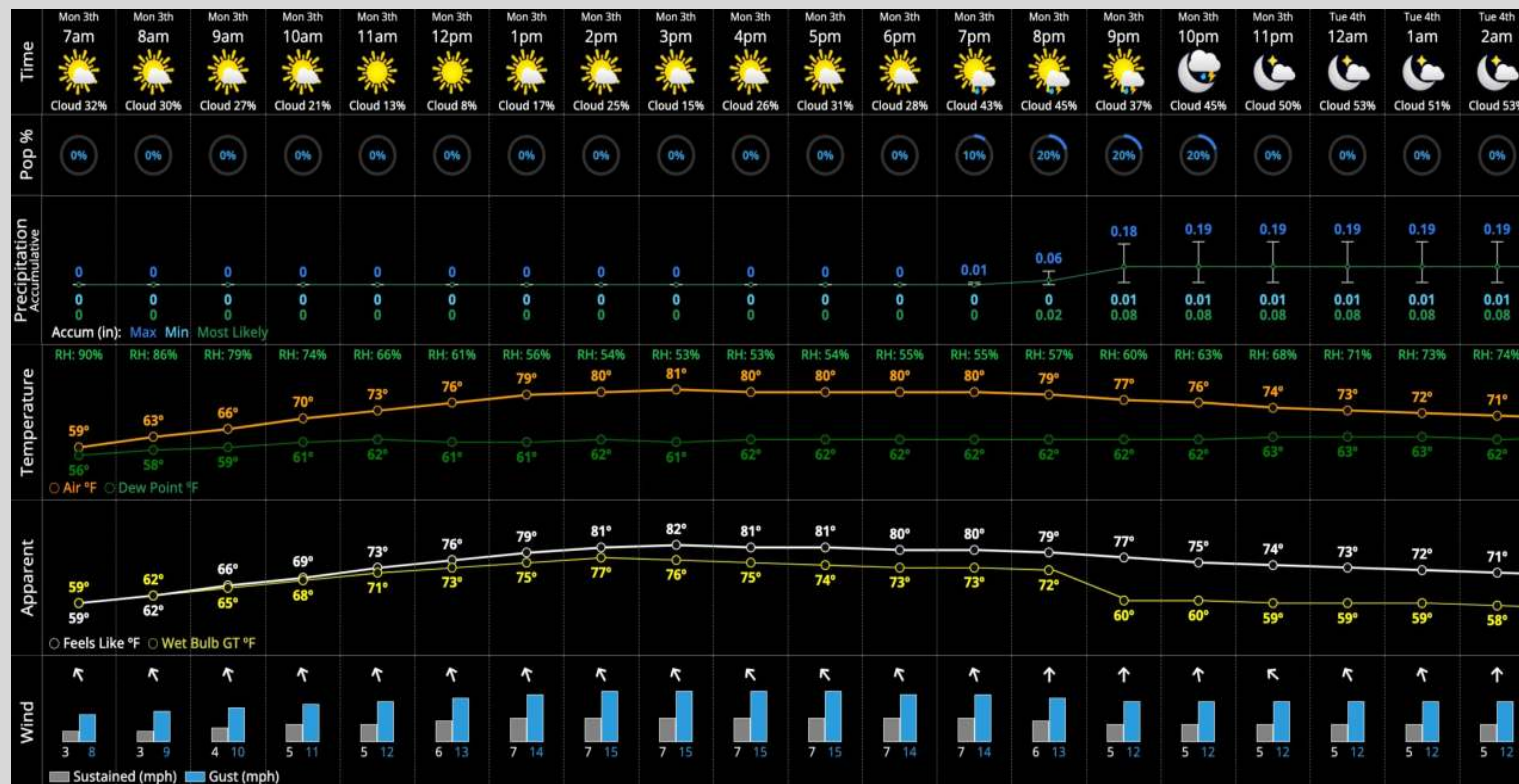 Mon 3th Mon 3th Mon 3th Mon 3th Mon 3th Mon 3th Mon 3th Mon 3th Mon 3th Mon 3th Mon 3th Mon 3th Mon 3th Mon 3th Mon 3th Mon 3th Mon 3th Tue 4th Tue 4th Tue 4th
Time 7am 8am 9am 10am 11am 12pm 1pm 2pm 3pm 4pm 5pm 6pm 7pm 8pm 9pm 10pm 11pm 12am 1am 2am
Cloud 32% Cloud 30% Cloud 27% Cloud 21% Cloud 13% Cloud 8% Cloud 17% Cloud 25% Cloud 15% Cloud 26% Cloud 31% Cloud 28% Cloud 43% Cloud 45% Cloud 37% Cloud 45% Cloud 50% Cloud 53% Cloud 51% Cloud 53%
Pop % 0% 0% 0% 0% 0% 0% 0% 0% 0% 0% 0% 0% 10% 20% 20% 20% 0% 0% 0% 0%
Precipitation
Accumulative
0 0 0 0 0 0 0 0 0 0 0 0 0.01 0.06 0.18 0.19 0.19 0.19 0.19 0.19
0 0 0 0 0 0 0 0 0 0 0 0 0 0 0.01 0.01 0.01 0.01 0.01 0.01
0 0 0 0 0 0 0 0 0 0 0 0 0 0.02 0.08 0.08 0.08 0.08 0.08 0.08
Accum (in): Max Min Most Likely
RH: 90% RH: 86% RH: 79% RH: 74% RH: 66% RH: 61% RH: 56% RH: 54% RH: 53% RH: 53% RH: 54% RH: 55% RH: 55% RH: 57% RH: 60% RH: 63% RH: 68% RH: 71% RH: 73% RH: 74%
Temperature
59° 63° 66° 70° 73° 76° 79° 80° 81° 80° 80° 80° 80° 79° 77° 76° 74° 73° 72° 71°
56° 58° 59° 61° 62° 61° 61° 62° 61° 62° 62° 62° 62° 62° 62° 62° 63° 63° 63° 62°
Air °F Dew Point °F
Apparent
59° 62° 66° 69° 73° 76° 79° 81° 82° 81° 81° 80° 80° 79° 77° 75° 74° 73° 72° 71°
59° 62° 65° 68° 71° 73° 75° 77° 76° 75° 74° 73° 73° 72° 60° 60° 59° 59° 59° 58°
Feels Like °F Wet Bulb GT °F
Wind
3 8 3 9 4 10 5 11 5 12 6 13 7 14 7 15 7 15 7 15 7 15 7 14 7 14 6 13 5 12 5 12 5 12 5 12 5 12 5 12
Sustained (mph) Gust (mph)